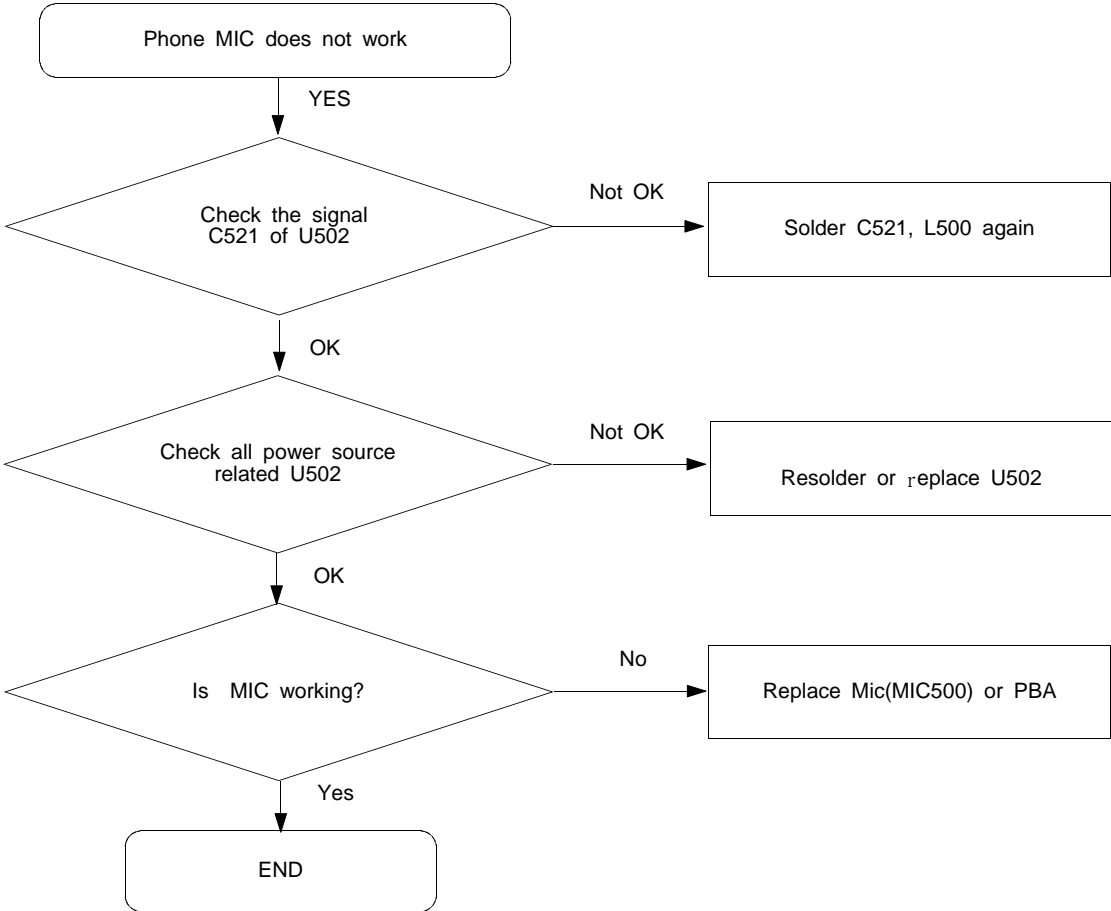 Phone MIC does not work
YES
Check the signal
C521 of U502
Not OK
Solder C521, L500 again
OK
Check all power source
related U502
Not OK
Resolder or replace U502
OK
Is MIC working?
No
Replace Mic(MIC500) or PBA
Yes
END